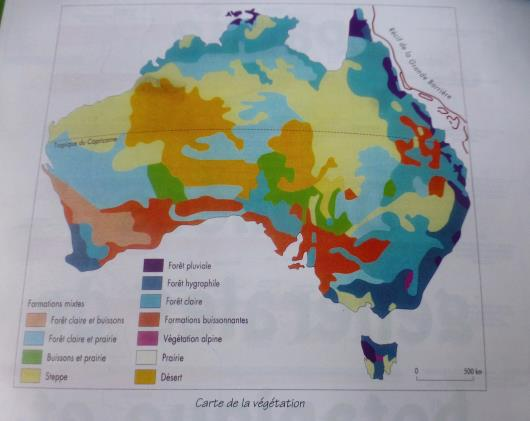 Récif de la Grande Barrière
Tropique du Capricorne
Formations mixtes
Forêt claire et buissons
Forêt claire et prairie
Buissons et prairie
Steppe
Forêt pluviale
Forêt hygrophile
Forêt claire
Formations buissonnantes
Végétation alpine
Prairie
Désert
0 500 km
Carte de la végétation